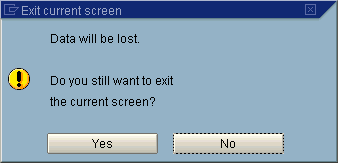 Exit current screen
Data will be lost.
Do you still want to exit
the current screen?
Yes
No